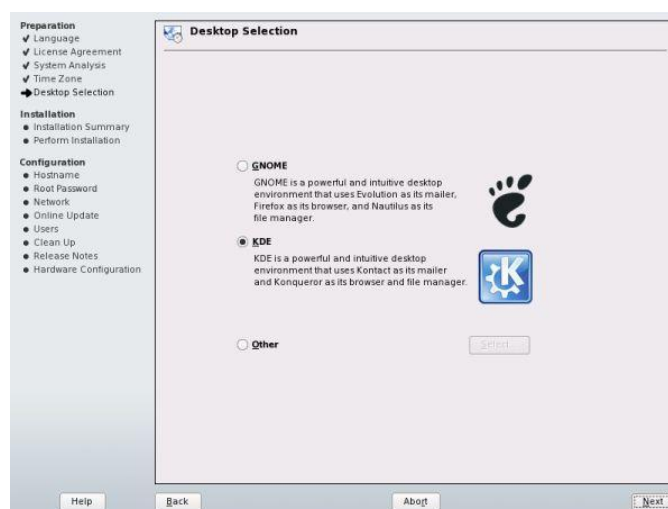 Preparation
Language
License Agreement
System Analysis
Time Zone
Desktop Selection
Installation
Installation Summary
Perform Installation
Configuration
Hostname
Root Password
Network
Online Update
Users
Clean Up
Release Notes
Hardware Configuration
Desktop Selection
GNOME
GNOME is a powerful and intuitive desktop
environment that uses Evolution as its mailer,
Firefox as its browser, and Nautilus as its
file manager.
KDE
KDE is a powerful and intuitive desktop
environment that uses Kontact as its mailer
and Konqueror as its browser and file manager.
Other
Select...
Help
Back
Abort
Next